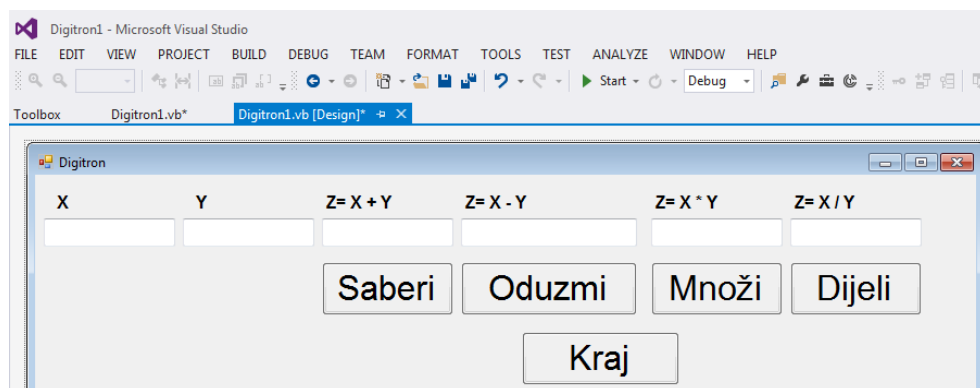 Digitron1 - Microsoft Visual Studio
FILE EDIT VIEW PROJECT BUILD DEBUG TEAM FORMAT TOOLS TEST ANALYZE WINDOW HELP
Start Debug
Toolbox Digitron1.vb* Digitron1.vb [Design]*
Digitron
X Y Z= X + Y Z= X - Y Z= X * Y Z= X / Y
Saberi Oduzmi Množi Dijeli
Kraj